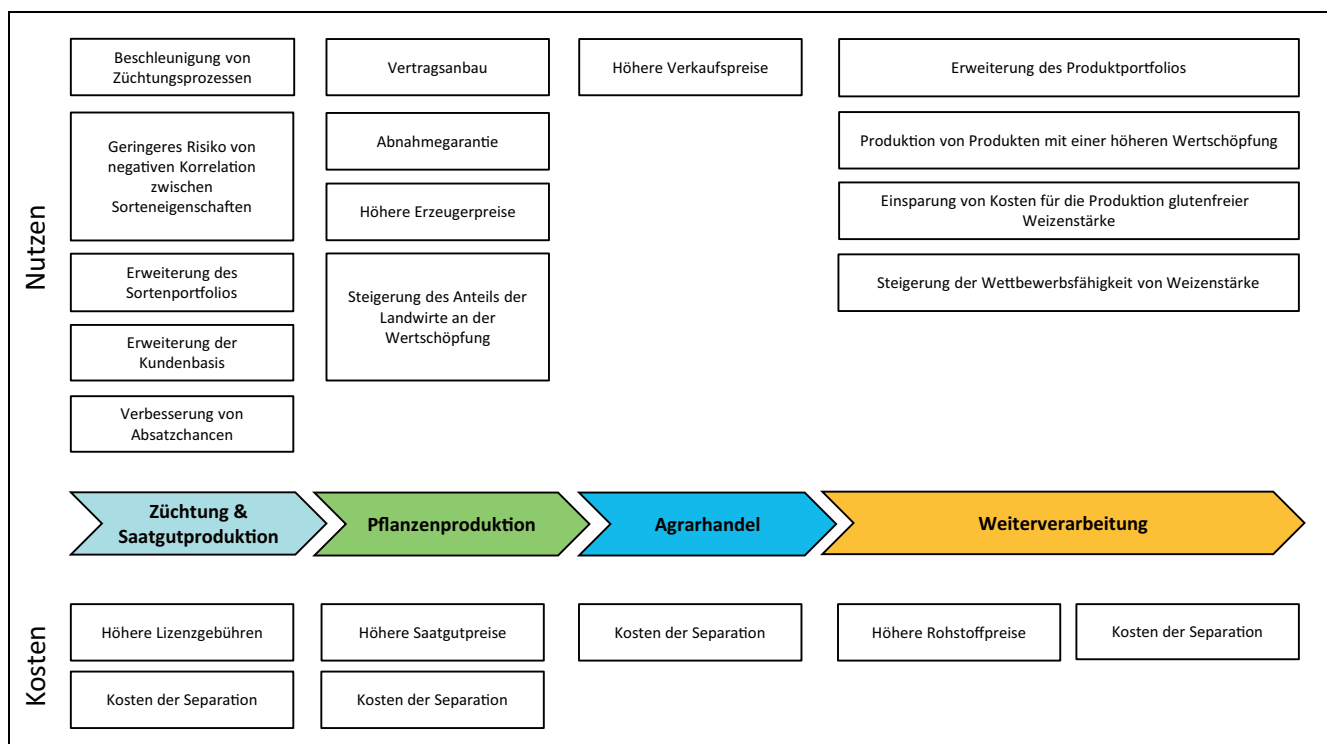 Nutzen
Beschleunigung von
Züchtungsprozessen
Geringeres Risiko von
negativen Korrelation
zwischen
Sorteneigenschaften
Erweiterung des
Sortenportfolios
Erweiterung der
Kundenbasis
Verbesserung von
Absatzchancen
Vertragsanbau
Abnahmegarantie
Höhere Erzeugerpreise
Steigerung des Anteils der
Landwirte an der
Wertschöpfung
Höhere Verkaufspreise
Erweiterung des Produktportfolios
Produktion von Produkten mit einer höheren Wertschöpfung
Einsparung von Kosten für die Produktion glutenfreier
Weizenstärke
Steigerung der Wettbewerbsfähigkeit von Weizenstärke
Züchtung &
Saatgutproduktion
Pflanzenproduktion
Agrarhandel
Weiterverarbeitung
Kosten
Höhere Lizenzgebühren
Kosten der Separation
Höhere Saatgutpreise
Kosten der Separation
Kosten der Separation
Höhere Rohstoffpreise
Kosten der Separation